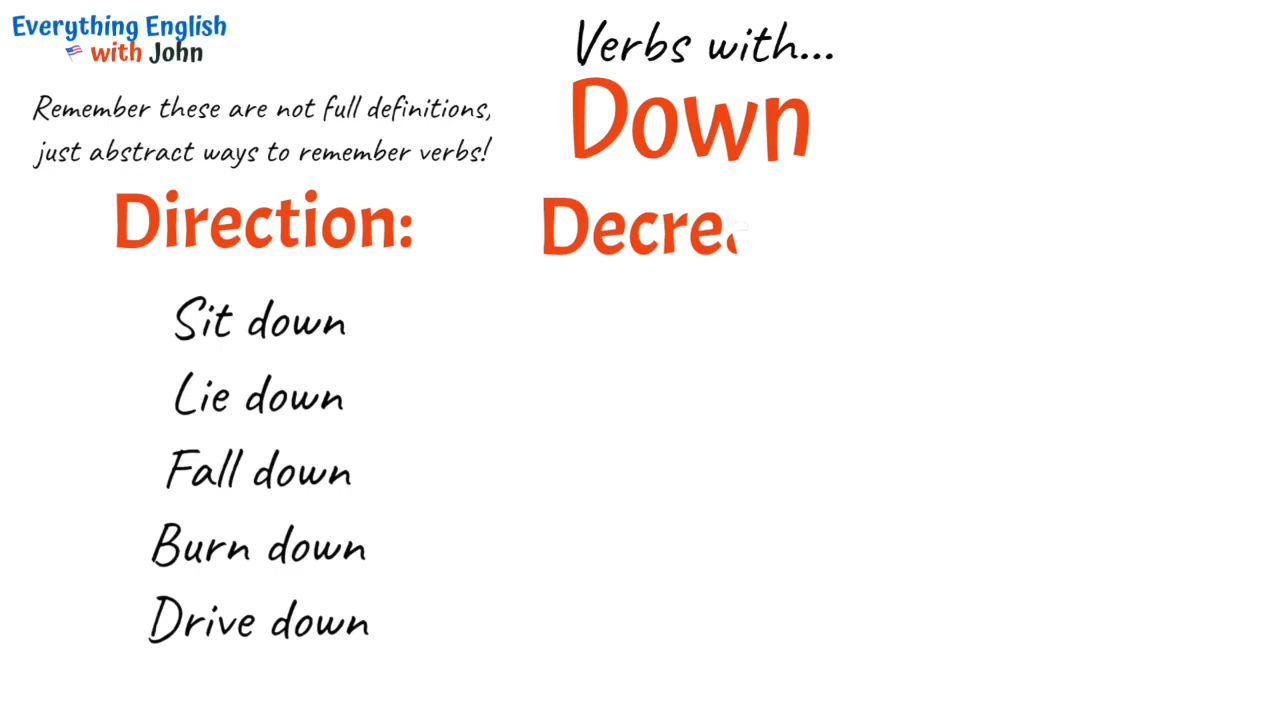 Everything English
with John
Verbs with...
Down
Remember these are not full definitions,
just abstract ways to remember verbs!
Direction:
Sit down
Lie down
Fall down
Burn down
Drive down
Decre